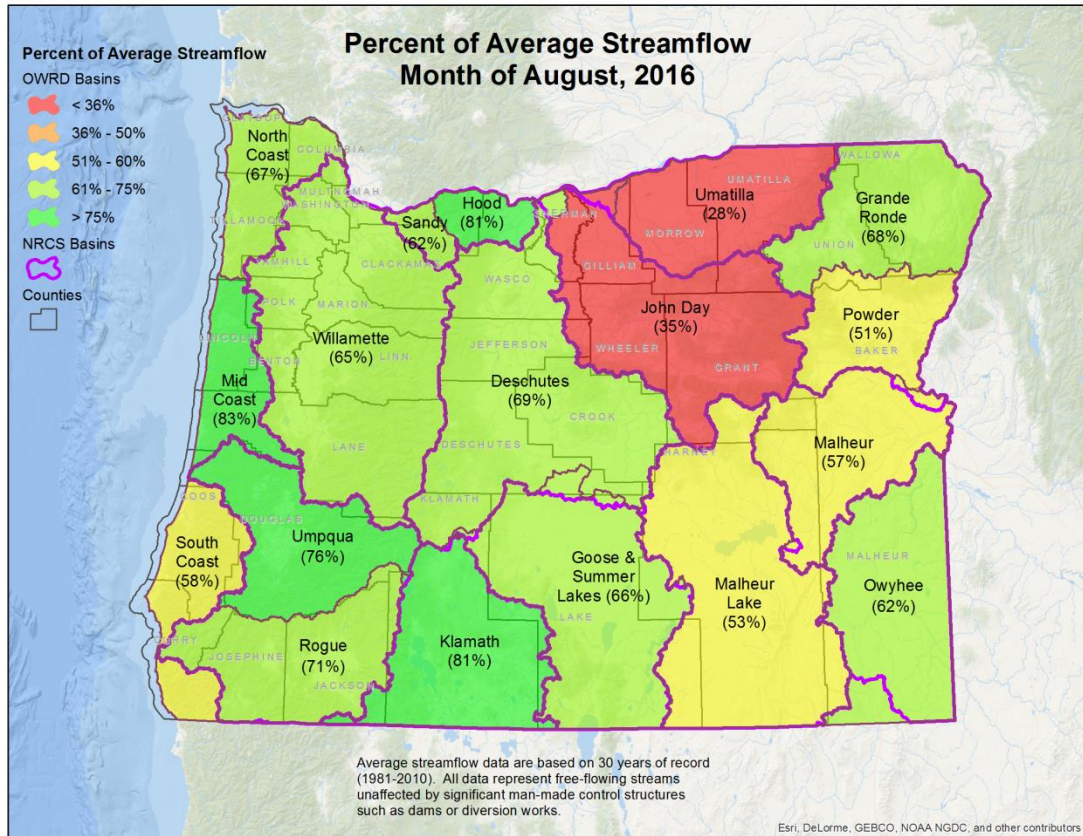 Percent of Average Streamflow
Month of August, 2016
Percent of Average Streamflow
OWRD Basins
< 36%
36% - 50%
51% - 60%
61% - 75%
> 75%
NRCS Basins
Counties
CLATSOP
North
Coast
(67%)
COLUMBIA
TILLAMOOK
MULTNOMAH
WASHINGTON
YAMHILL
CLACKAMAS
Sandy
(62%)
Hood
(81%)
SHERMAN
UMATILLA
Umatilla
(28%)
MORROW
GILLIAM
WALLOWA
Grande
Ronde
(68%)
UNION
WASCO
POLK
MARION
LINCOLN
BENTON
Willamette
(65%)
LINN
JEFFERSON
John Day
(35%)
WHEELER
GRANT
Powder
(51%)
BAKER
Mid
Coast
(83%)
Deschutes
(69%)
CROOK
LANE
DESCHUTES
HARNEY
Malheur
(57%)
KLAMATH
COOS
DOUGLAS
Umpqua
(76%)
South
Coast
(58%)
Goose &
Summer
Lakes (66%)
LAKE
Malheur
Lake
(53%)
MALHEUR
Owyhee
(62%)
CURRY
JOSEPHINE
Rogue
(71%)
JACKSON
Klamath
(81%)
Average streamflow data are based on 30 years of record
(1981-2010). All data represent free-flowing streams
unaffected by significant man-made control structures
such as dams or diversion works.
Esri, DeLorme, GEBCO, NOAA NGDC, and other contributors